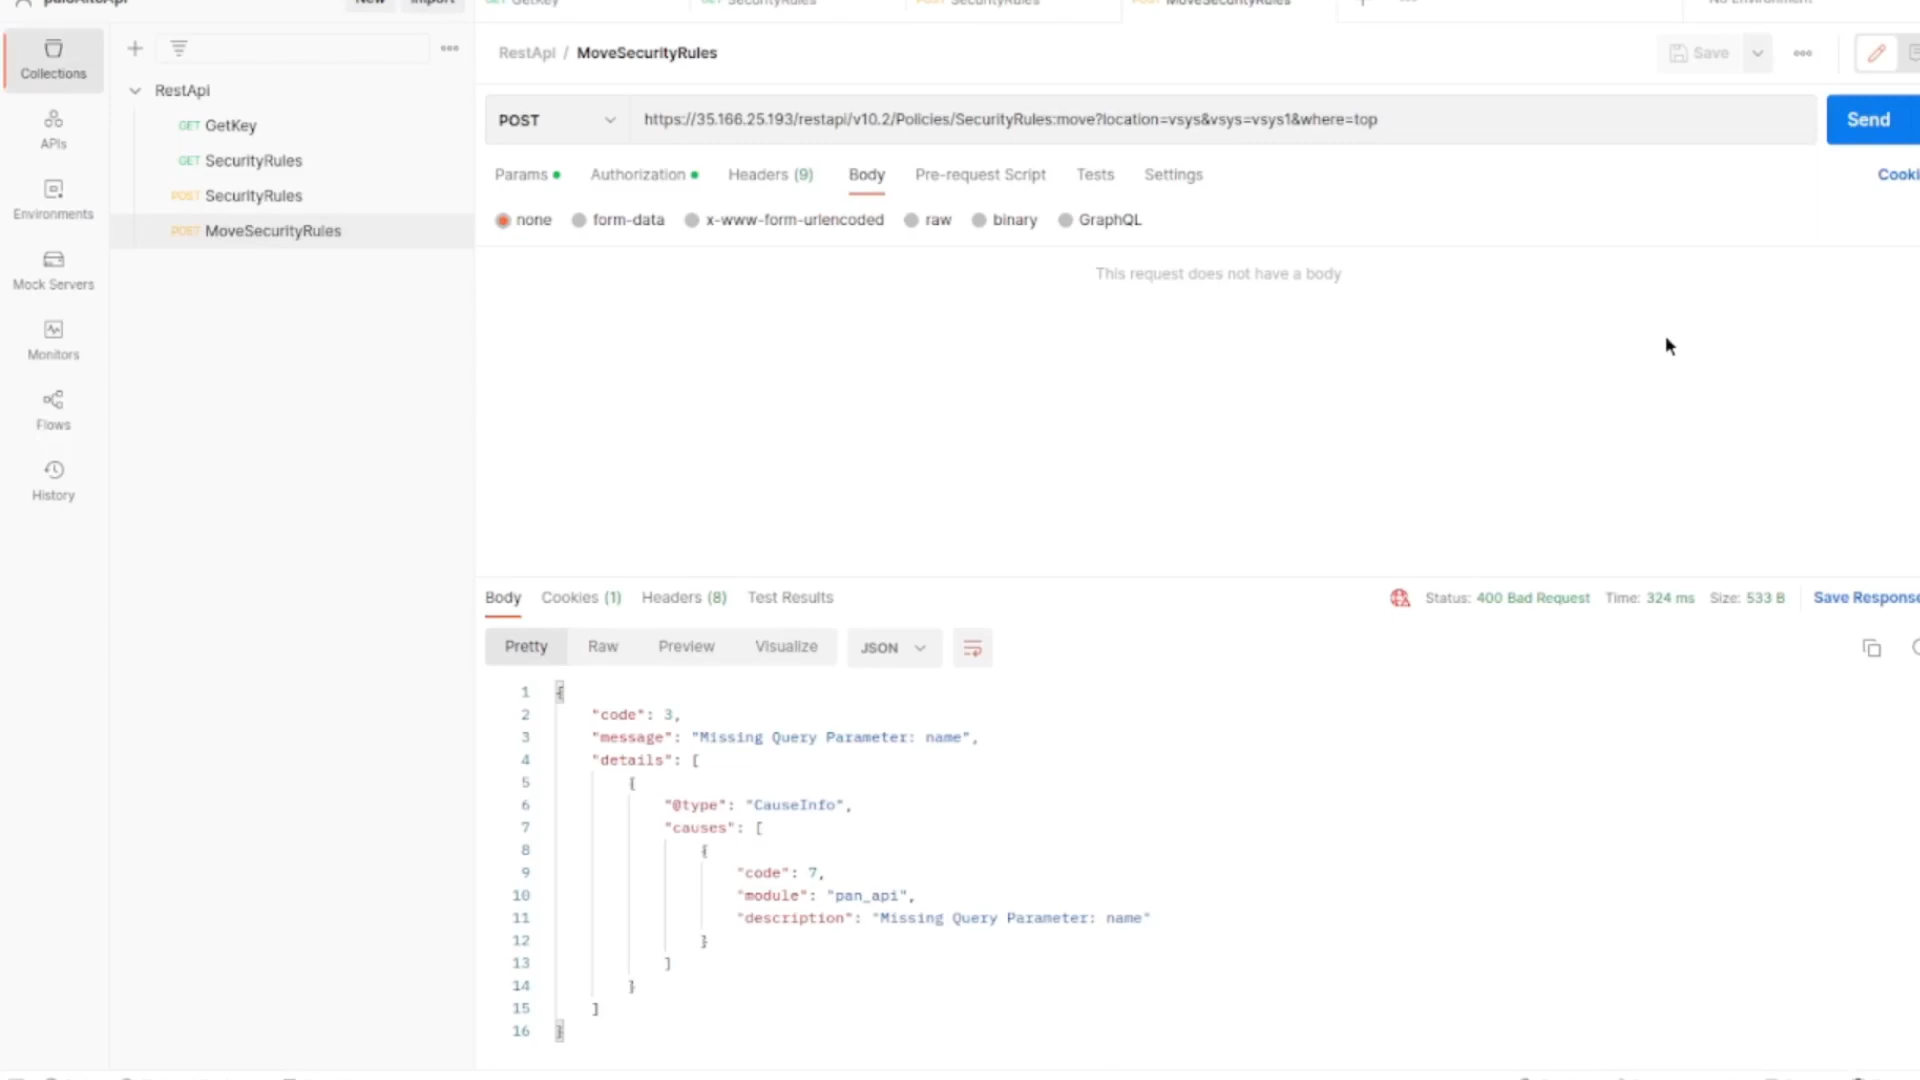 New
Import
Collections
APIs
Environments
Mock Servers
Monitors
Flows
History
RestApi
GET GetKey
GET SecurityRules
POST SecurityRules
POST MoveSecurityRules
RestApi / MoveSecurityRules
Save
POST
https://35.166.25.193/restapi/v10.2/Policies/SecurityRules:move?location=vsys&vsys=vsys1&where=top
Send
Params Authorization Headers (9) Body Pre-request Script Tests Settings
Cooki
none form-data x-www-form-urlencoded raw binary GraphQL
This request does not have a body
Body Cookies (1) Headers (8) Test Results
Status: 400 Bad Request Time: 324 ms Size: 533 B Save Response
Pretty Raw Preview Visualize JSON
1 {
2 "code": 3,
3 "message": "Missing Query Parameter: name",
4 "details": [
5 {
6 "@type": "CauseInfo",
7 "causes": [
8 {
9 "code": 7,
10 "module": "pan_api",
11 "description": "Missing Query Parameter: name"
12 }
13 ]
14 }
15 ]
16 }